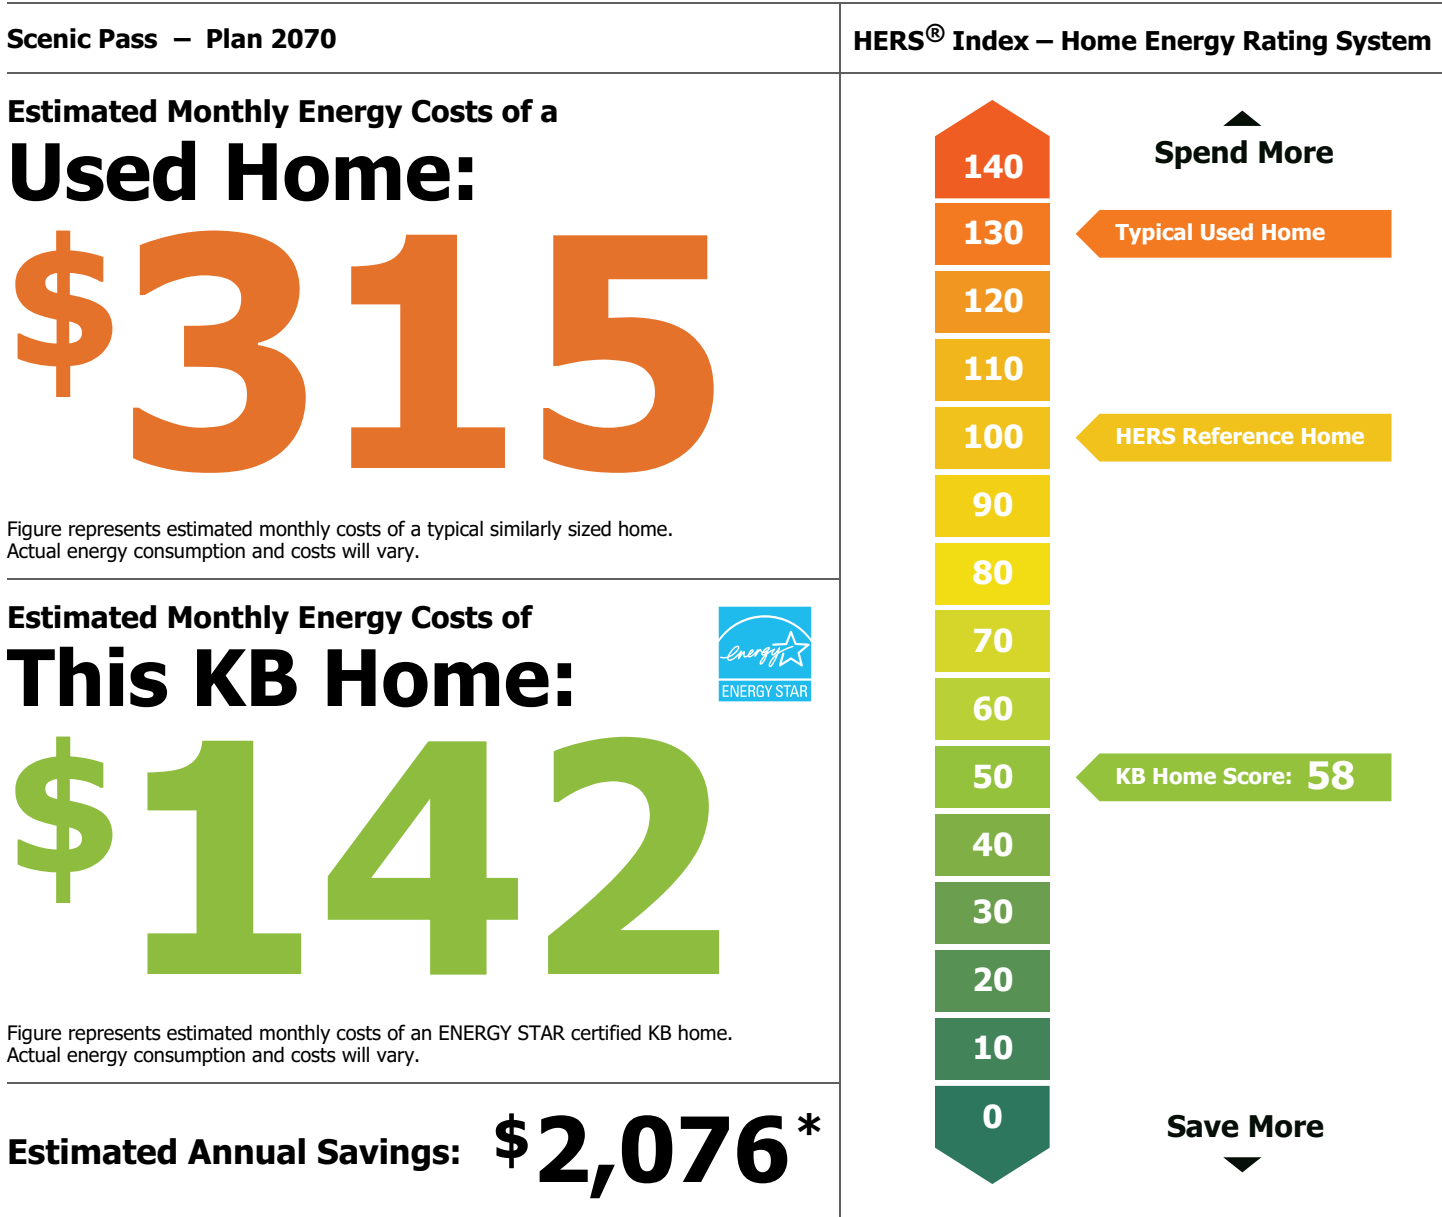 Scenic Pass – Plan 2070
Estimated Monthly Energy Costs of a
Used Home:
$315
Figure represents estimated monthly costs of a typical similarly sized home.
Actual energy consumption and costs will vary.
Estimated Monthly Energy Costs of
This KB Home:
energy
ENERGY STAR
$142
Figure represents estimated monthly costs of an ENERGY STAR certified KB home.
Actual energy consumption and costs will vary.
Estimated Annual Savings: $2,076*
HERS® Index – Home Energy Rating System
Spend More
140
130 Typical Used Home
120
110
100 HERS Reference Home
90
80
70
60
50 KB Home Score: 58
40
30
20
10
0
Save More